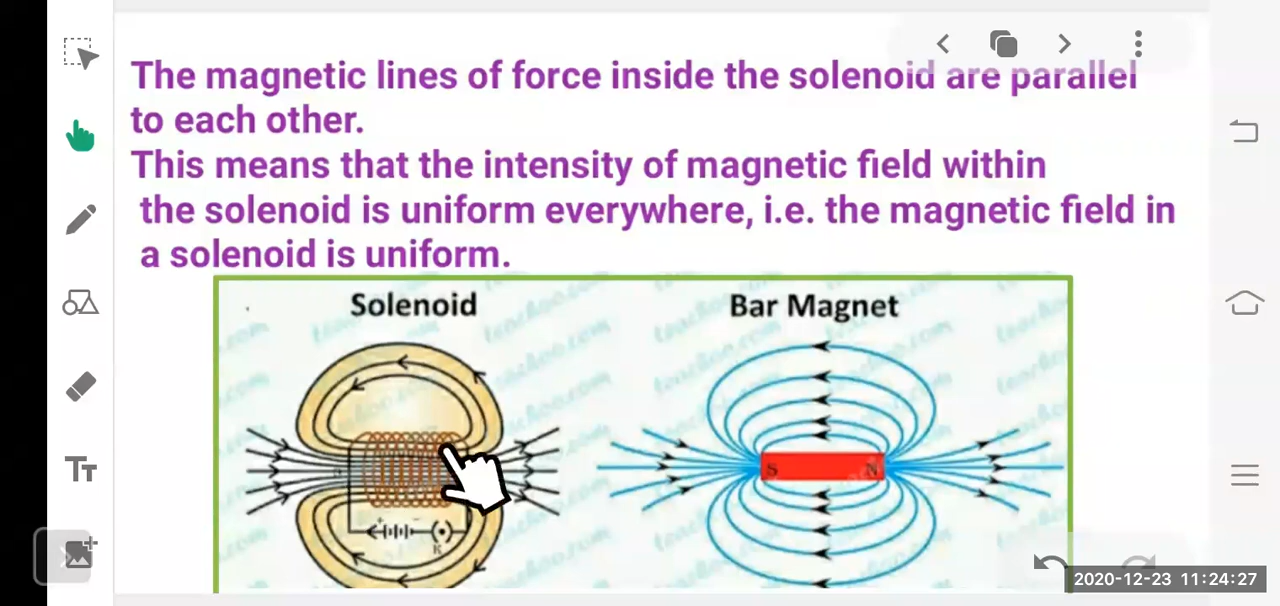 The magnetic lines of force inside the solenoid are parallel
to each other.
This means that the intensity of magnetic field within
the solenoid is uniform everywhere, i.e. the magnetic field in
a solenoid is uniform.
Solenoid
Bar Magnet
S
N
+
-
K
TT
2020-12-23 11:24:27